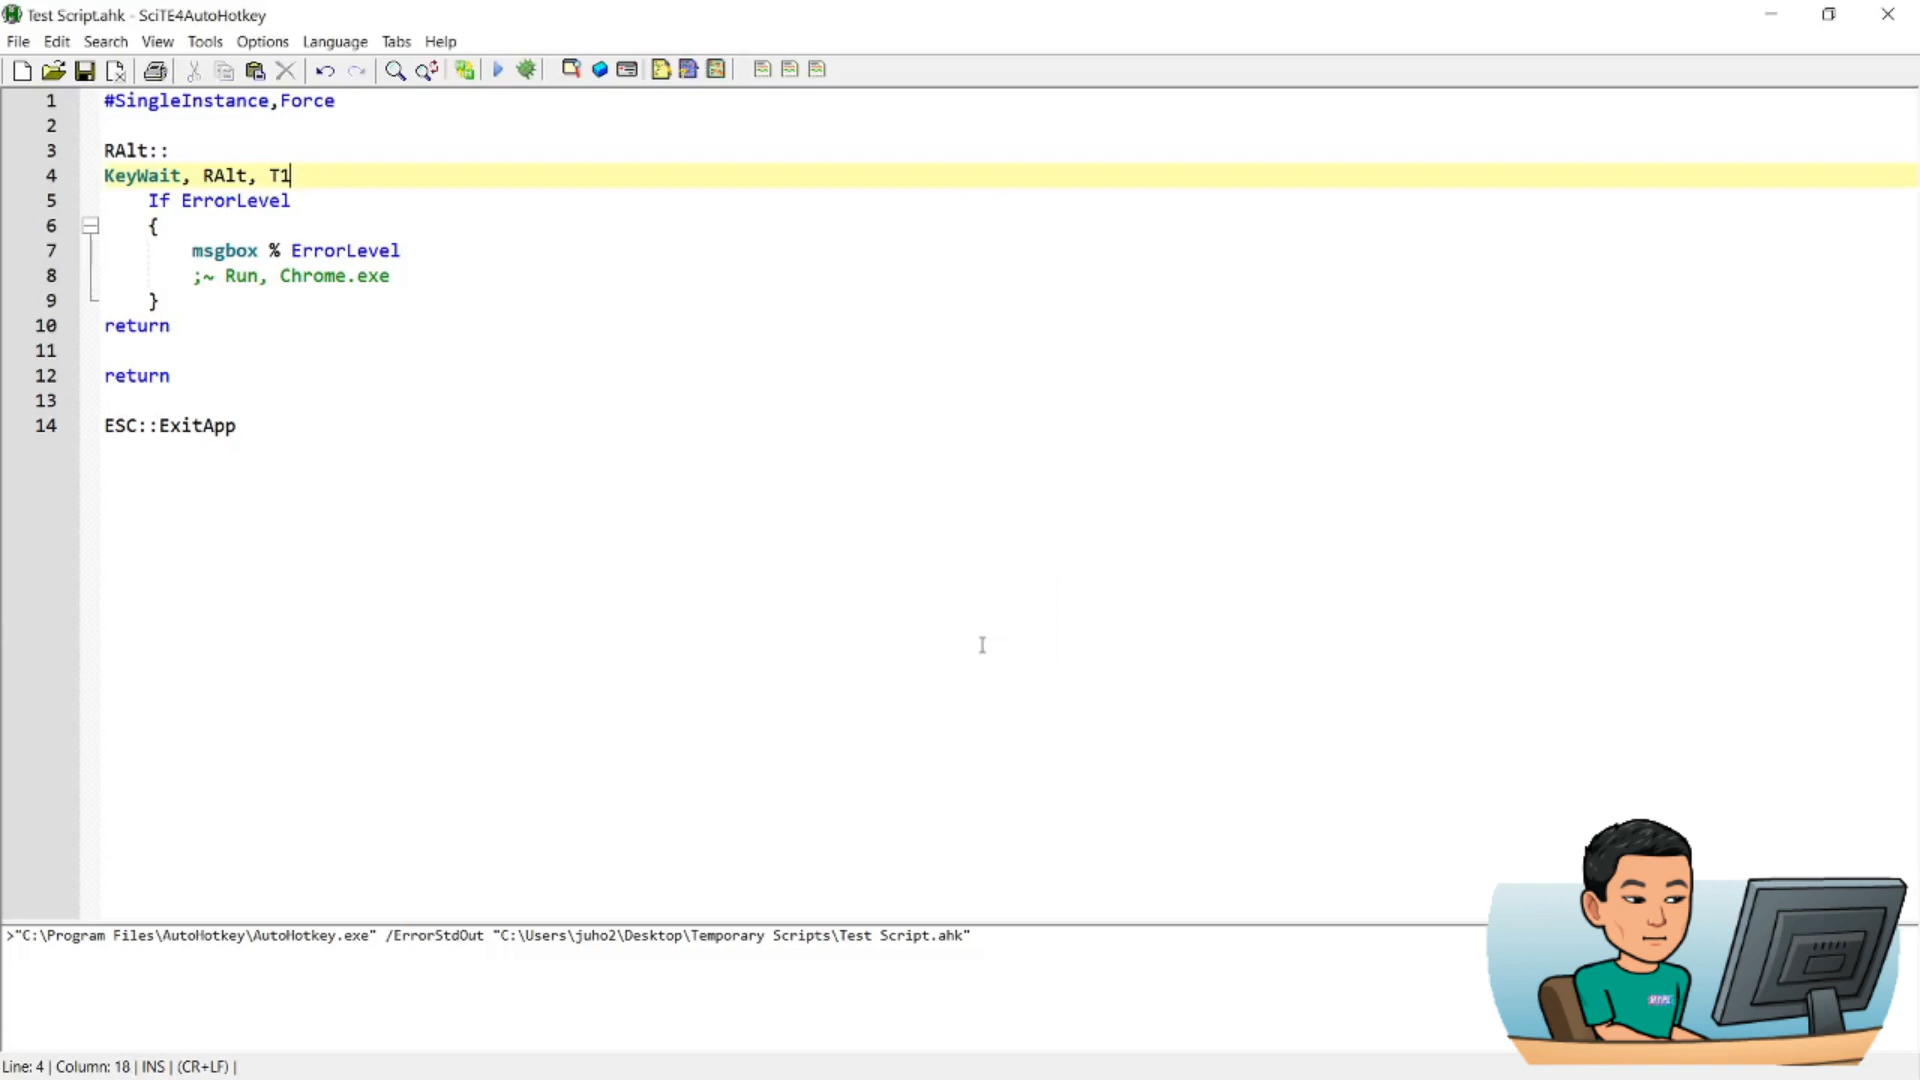 Test Script.ahk - SciTE4AutoHotkey
File Edit Search View Tools Options Language Tabs Help
1 #SingleInstance,Force
2
3 RAlt::
4 KeyWait, RAlt, T1
5 If ErrorLevel
6 {
7 msgbox % ErrorLevel
8 ;~ Run, Chrome.exe
9 }
10 return
11
12 return
13
14 ESC::ExitApp
>"C:\Program Files\AutoHotkey\AutoHotkey.exe" /ErrorStdOut "C:\Users\juho2\Desktop\Temporary Scripts\Test Script.ahk"
Line: 4 | Column: 18 | INS | (CR+LF) |